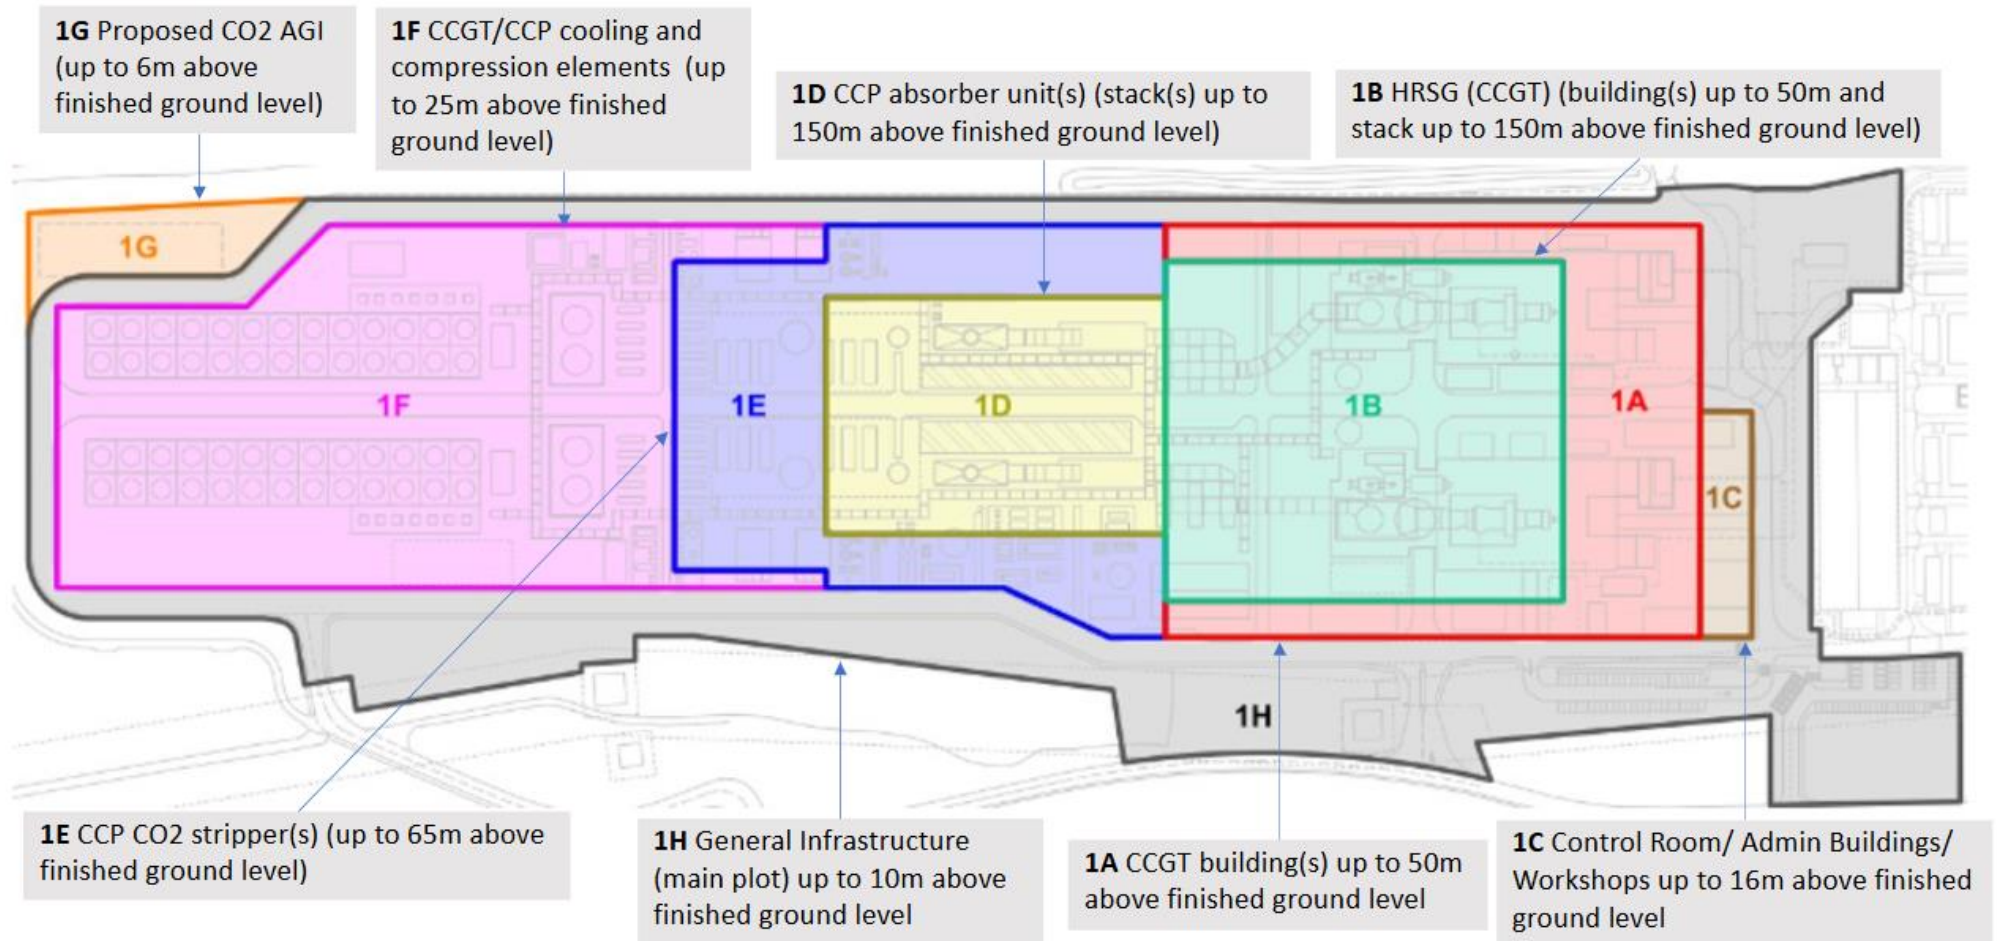 1G Proposed CO2 AGI
(up to 6m above
finished ground level)
1F CCGT/CCP cooling and
compression elements (up
to 25m above finished
ground level)
1D CCP absorber unit(s) (stack(s) up to
150m above finished ground level)
1B HRSG (CCGT) (building(s) up to 50m and
stack up to 150m above finished ground level)
1G
1F
1E
1D
1B
1A
1C
1H
1E CCP CO2 stripper(s) (up to 65m above
finished ground level)
1H General Infrastructure
(main plot) up to 10m above
finished ground level
1A CCGT building(s) up to 50m
above finished ground level
1C Control Room/ Admin Buildings/
Workshops up to 16m above finished
ground level